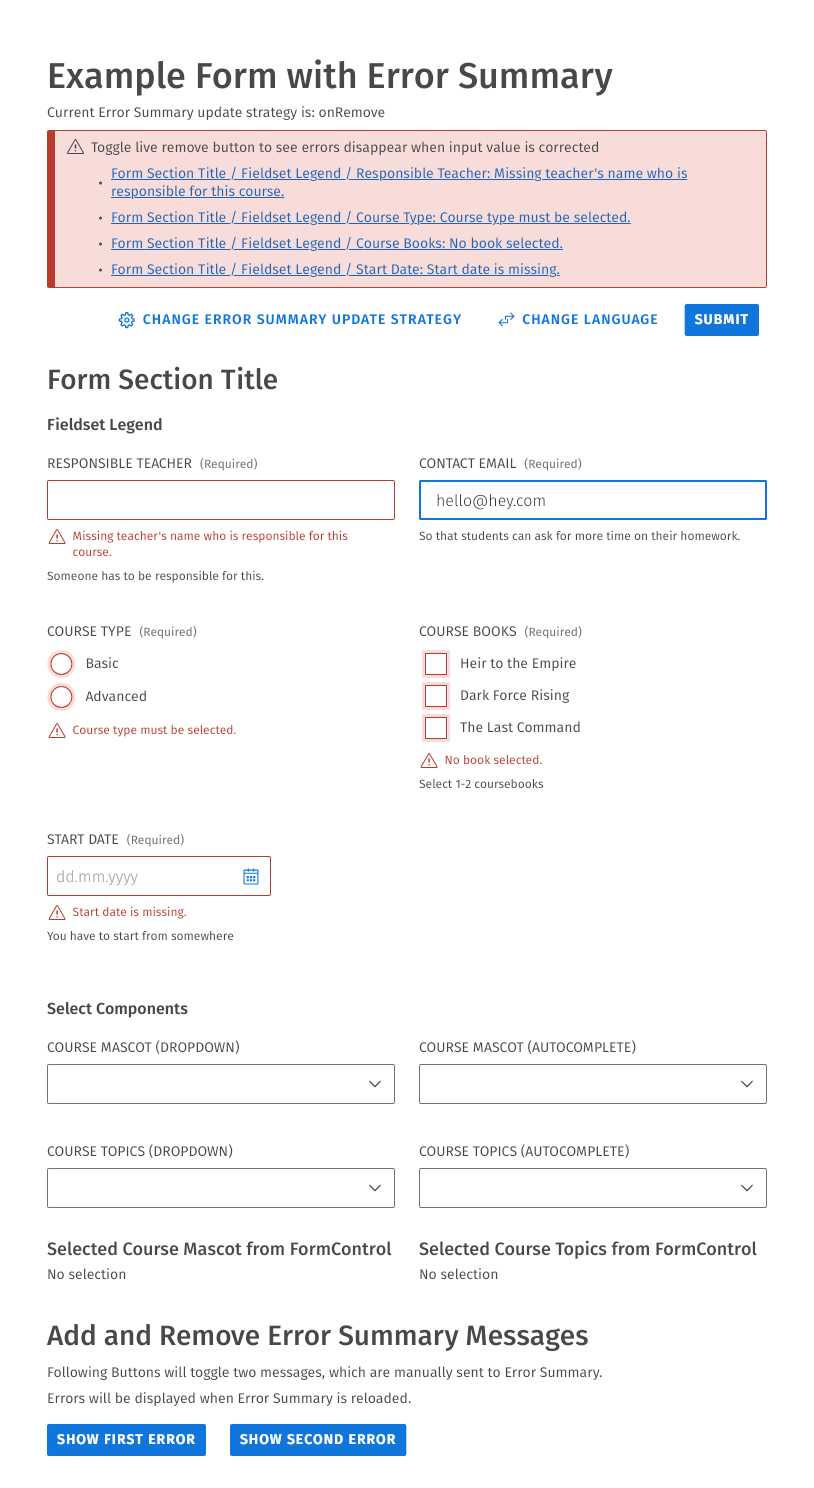 Example Form with Error Summary
Current Error Summary update strategy is: onRemove
Toggle live remove button to see errors disappear when input value is corrected
• Form Section Title / Fieldset Legend / Responsible Teacher: Missing teacher's name who is
responsible for this course.
• Form Section Title / Fieldset Legend / Course Type: Course type must be selected.
• Form Section Title / Fieldset Legend / Course Books: No book selected.
• Form Section Title / Fieldset Legend / Start Date: Start date is missing.
CHANGE ERROR SUMMARY UPDATE STRATEGY CHANGE LANGUAGE SUBMIT
Form Section Title
Fieldset Legend
RESPONSIBLE TEACHER (Required)
Missing teacher's name who is responsible for this
course.
Someone has to be responsible for this.
CONTACT EMAIL (Required)
hello@hey.com
So that students can ask for more time on their homework.
COURSE TYPE (Required)
Basic
Advanced
Course type must be selected.
COURSE BOOKS (Required)
Heir to the Empire
Dark Force Rising
The Last Command
No book selected.
Select 1-2 coursebooks
START DATE (Required)
dd.mm.yyyy
Start date is missing.
You have to start from somewhere
Select Components
COURSE MASCOT (DROPDOWN)
COURSE MASCOT (AUTOCOMPLETE)
COURSE TOPICS (DROPDOWN)
COURSE TOPICS (AUTOCOMPLETE)
Selected Course Mascot from FormControl
No selection
Selected Course Topics from FormControl
No selection
Add and Remove Error Summary Messages
Following Buttons will toggle two messages, which are manually sent to Error Summary.
Errors will be displayed when Error Summary is reloaded.
SHOW FIRST ERROR SHOW SECOND ERROR